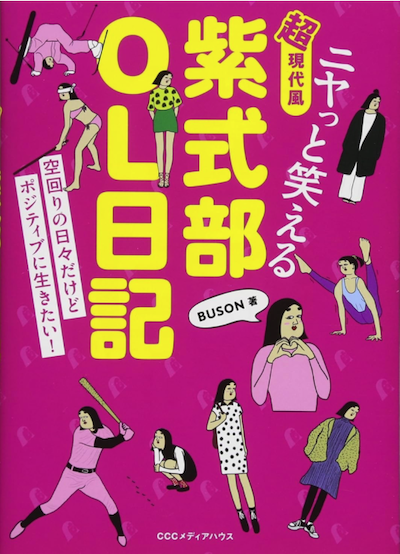 ニヤっと笑える
超現代風
紫式部
OL日記
空回りの日々だけど
ポジティブに生きたい!
BUSON 著
CCCメディアハウス